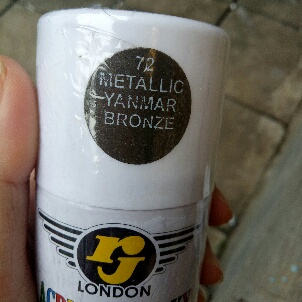 72
METALLIC
YANMAR
BRONZE
rj
LONDON